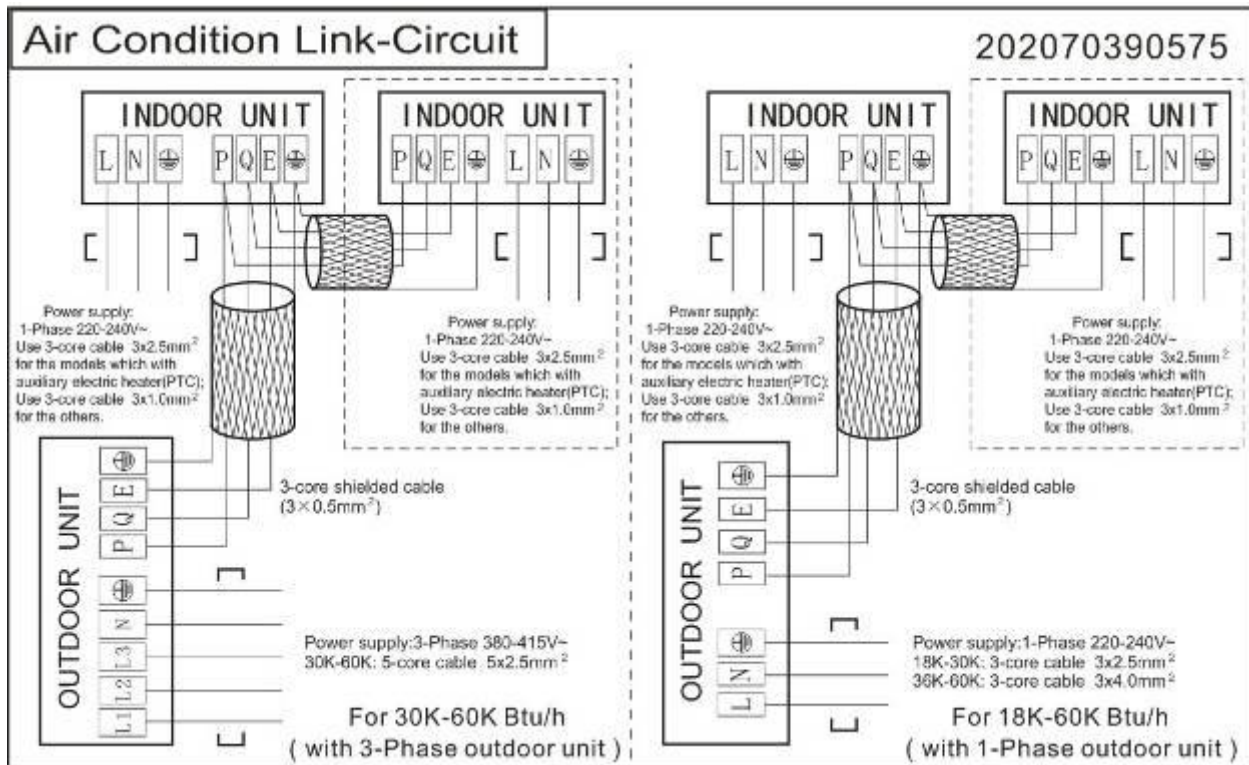 Air Condition Link-Circuit
202070390575
INDOOR UNIT
L N P Q E
INDOOR UNIT
P Q E L N
Power supply:
1-Phase 220-240V~
Use 3-core cable 3x2.5mm²
for the models which with
auxiliary electric heater(PTC);
Use 3-core cable 3x1.0mm²
for the others.
Power supply:
1-Phase 220-240V~
Use 3-core cable 3x2.5mm²
for the models which with
auxiliary electric heater(PTC);
Use 3-core cable 3x1.0mm²
for the others.
OUTDOOR UNIT
E
Q
P
N
L3
L2
L1
3-core shielded cable
(3×0.5mm²)
Power supply:3-Phase 380-415V~
30K-60K: 5-core cable 5x2.5mm²
For 30K-60K Btu/h
( with 3-Phase outdoor unit )
INDOOR UNIT
L N P Q E
INDOOR UNIT
P Q E L N
Power supply:
1-Phase 220-240V~
Use 3-core cable 3x2.5mm²
for the models which with
auxiliary electric heater(PTC);
Use 3-core cable 3x1.0mm²
for the others.
Power supply:
1-Phase 220-240V~
Use 3-core cable 3x2.5mm²
for the models which with
auxiliary electric heater(PTC);
Use 3-core cable 3x1.0mm²
for the others.
OUTDOOR UNIT
E
Q
P
N
L
3-core shielded cable
(3×0.5mm²)
Power supply:1-Phase 220-240V~
18K-30K: 3-core cable 3x2.5mm²
36K-60K: 3-core cable 3x4.0mm²
For 18K-60K Btu/h
( with 1-Phase outdoor unit )